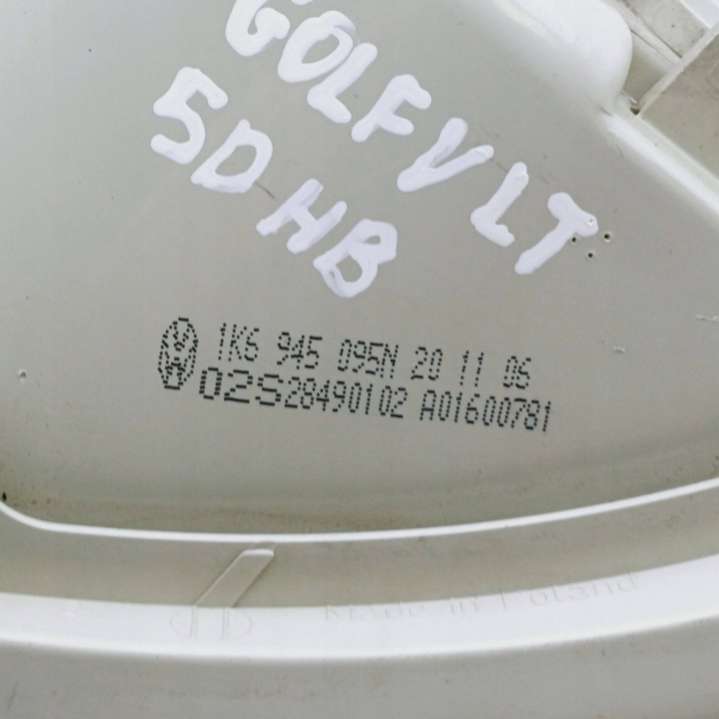 GOLF V LT
5D HB
1K6 945 095N 20 11 06
02S28490102 A01600781
Made in Poland